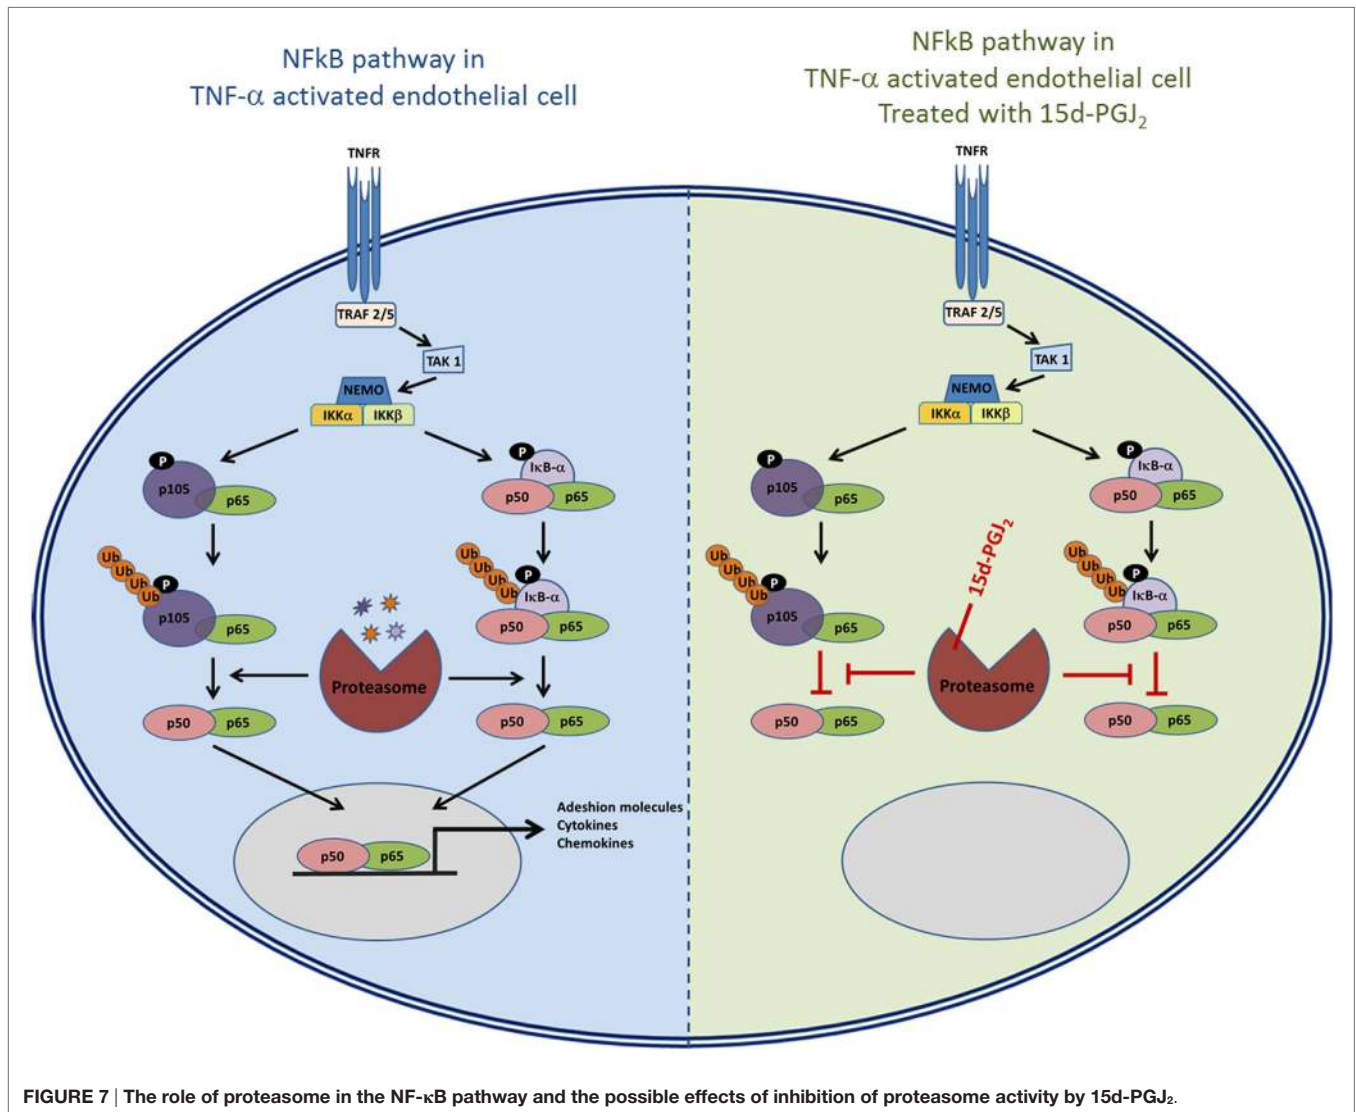 NFkB pathway in
TNF-α activated endothelial cell
TNFR
TRAF 2/5
TAK 1
NEMO
IKKα IKKβ
P
p105 p65
P
IκB-α
p50 p65
Ub Ub Ub Ub P
p105 p65
Ub Ub Ub Ub P
IκB-α
p50 p65
Proteasome
p50 p65
p50 p65
p50 p65
Adeshion molecules
Cytokines
Chemokines
NFkB pathway in
TNF-α activated endothelial cell
Treated with 15d-PGJ₂
TNFR
TRAF 2/5
TAK 1
NEMO
IKKα IKKβ
P
p105 p65
P
IκB-α
p50 p65
15d-PGJ₂
Ub Ub Ub Ub P
p105 p65
Ub Ub Ub Ub P
IκB-α
p50 p65
Proteasome
p50 p65
p50 p65
FIGURE 7 | The role of proteasome in the NF-κB pathway and the possible effects of inhibition of proteasome activity by 15d-PGJ₂.